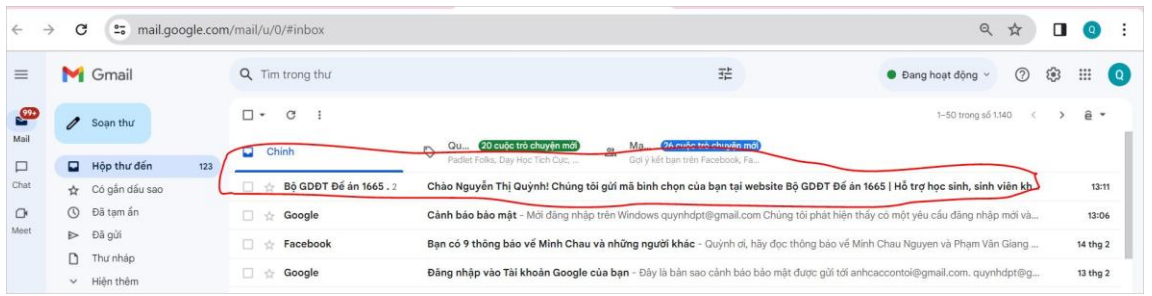 mail.google.com/mail/u/0/#inbox
Q
Gmail
Tìm trong thư
Đang hoạt động
Q
99+
Mail
Chat
Meet
Soạn thư
Hộp thư đến 123
Có gắn dấu sao
Đã tạm ẩn
Đã gửi
Thư nháp
Hiện thêm
1–50 trong số 1.140
Chính
Qu... 20 cuộc trò chuyện mới
Padlet Folks, Dạy Học Tích Cực, ...
Ma... 26 cuộc trò chuyện mới
Gợi ý kết bạn trên Facebook, Fa...
Bộ GDĐT Đề án 1665 . 2 Chào Nguyễn Thị Quỳnh! Chúng tôi gửi mã bình chọn của bạn tại website Bộ GDĐT Đề án 1665 | Hỗ trợ học sinh, sinh viên kh 13:11
Google Cảnh báo bảo mật - Mới đăng nhập trên Windows quynhdpt@gmail.com Chúng tôi phát hiện thấy có một yêu cầu đăng nhập mới và... 13:06
Facebook Bạn có 9 thông báo về Minh Chau và những người khác - Quỳnh ơi, hãy đọc thông báo về Minh Chau Nguyen và Phạm Văn Giang ... 14 thg 2
Google Đăng nhập vào Tài khoản Google của bạn - Đây là bản sao cảnh báo bảo mật được gửi tới anhcaccontoi@gmail.com. quynhdpt@g... 13 thg 2